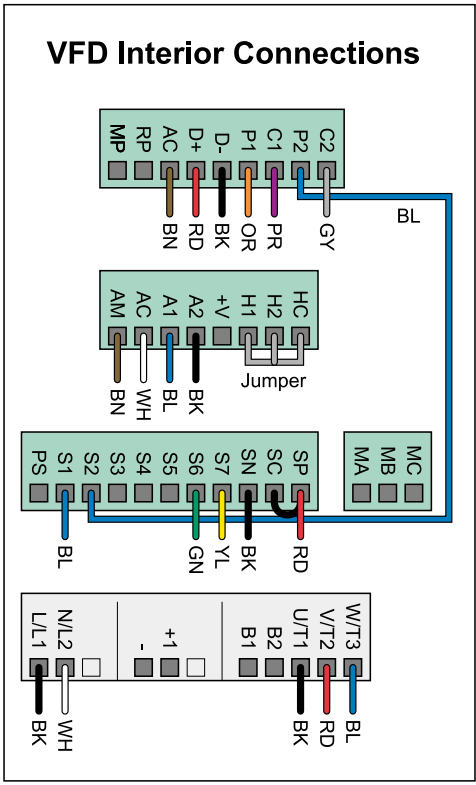 VFD Interior Connections
MP RP AC D+ D- P1 C1 P2 C2
BL
BN RD BK OR PR GY
AM AC A1 A2 +V H1 H2 HC
Jumper
BN WH BL BK
PS S1 S2 S3 S4 S5 S6 S7 SN SC SP MA MB MC
BL GN YL BK RD
L/L1 N/L2 - +1 B1 B2 U/T1 V/T2 W/T3
BK WH BK RD BL